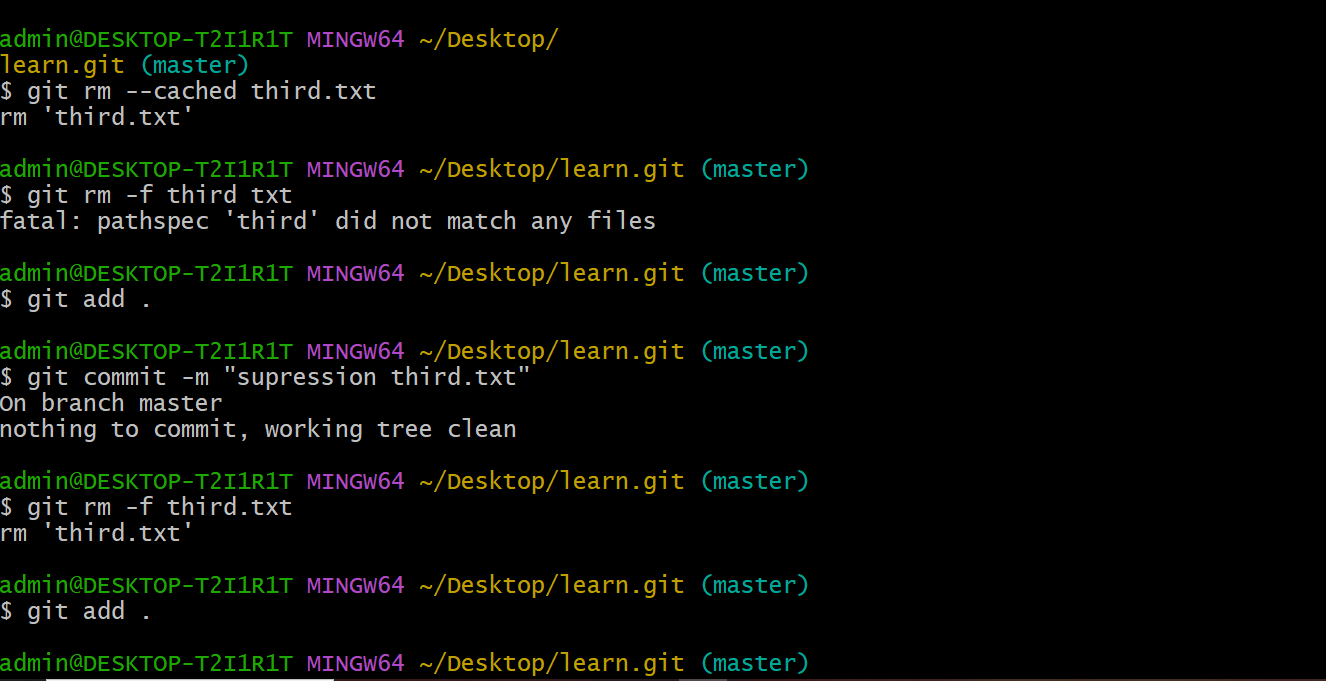 admin@DESKTOP-T2I1R1T MINGW64 ~/Desktop/
learn.git (master)
$ git rm --cached third.txt
rm 'third.txt'
admin@DESKTOP-T2I1R1T MINGW64 ~/Desktop/learn.git (master)
$ git rm -f third txt
fatal: pathspec 'third' did not match any files
admin@DESKTOP-T2I1R1T MINGW64 ~/Desktop/learn.git (master)
$ git add .
admin@DESKTOP-T2I1R1T MINGW64 ~/Desktop/learn.git (master)
$ git commit -m "supression third.txt"
On branch master
nothing to commit, working tree clean
admin@DESKTOP-T2I1R1T MINGW64 ~/Desktop/learn.git (master)
$ git rm -f third.txt
rm 'third.txt'
admin@DESKTOP-T2I1R1T MINGW64 ~/Desktop/learn.git (master)
$ git add .
admin@DESKTOP-T2I1R1T MINGW64 ~/Desktop/learn.git (master)